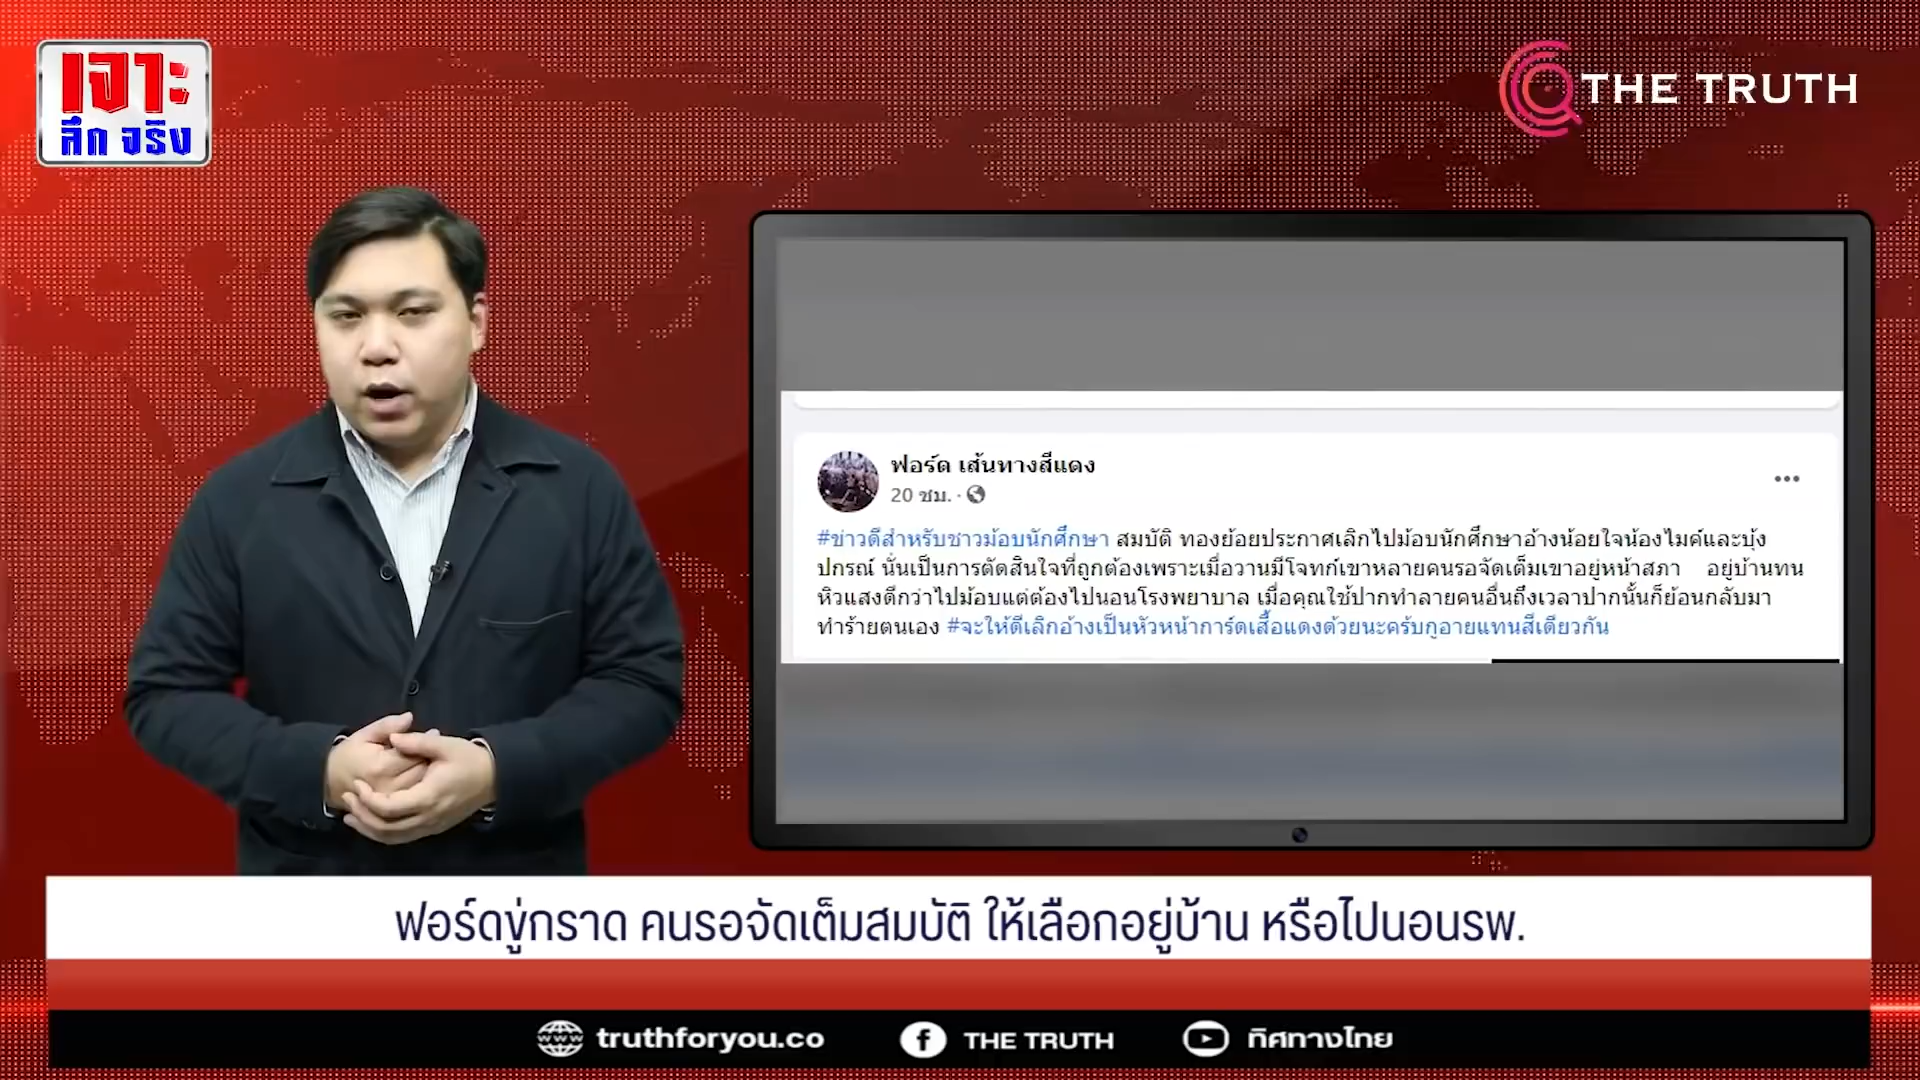 เจาะ
ลึก จริง
THE TRUTH
ฟอร์ด เส้นทางสีแดง
20 ชม. ·
#ข่าวดีสำหรับชาวม้อบนักศึกษา สมบัติ ทองย้อยประกาศเลิกไปม้อบนักศึกษาอ้างน้อยใจน้องไมค์และบุ้ง
ปกรณ์ นั่นเป็นการตัดสินใจที่ถูกต้องเพราะเมื่อวานมีโจทก์เขาหลายคนรอจัดเต็มเขาอยู่หน้าสภา อยู่บ้านทน
หิวแสงดีกว่าไปม้อบแต่ต้องไปนอนโรงพยาบาล เมื่อคุณใช้ปากทำลายคนอื่นถึงเวลาปากนั้นก็ย้อนกลับมา
ทำร้ายตนเอง #จะให้ดีเลิกอ้างเป็นหัวหน้าการ์ดเสื้อแดงด้วยนะครับกูอายแทนสีเดียวกัน
ฟอร์ดขู่กราด คนรอจัดเต็มสมบัติ ให้เลือกอยู่บ้าน หรือไปนอนรพ.
www truthforyou.co
THE TRUTH
ทิศทางไทย